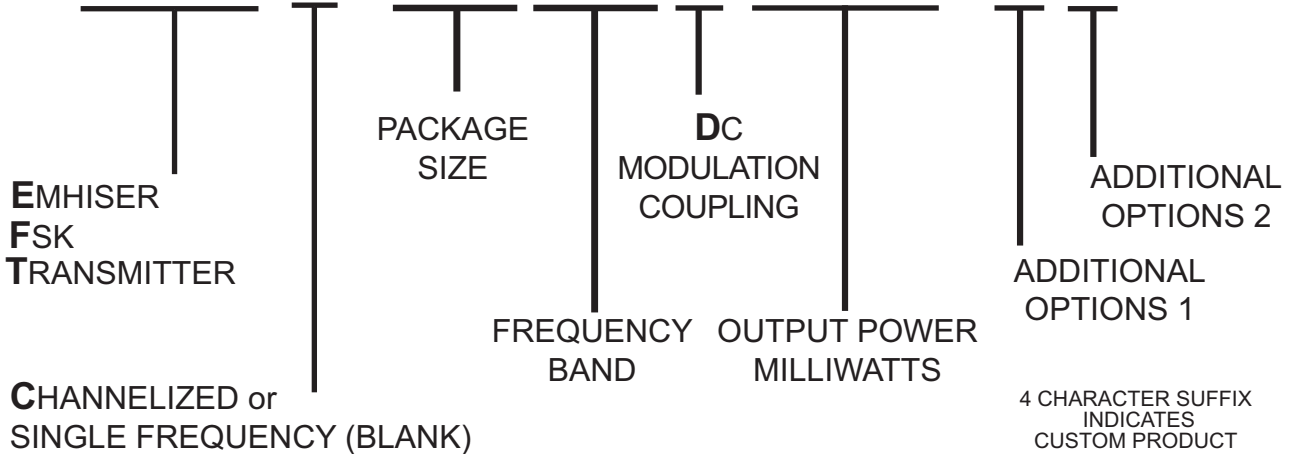 PACKAGE
SIZE
DC
MODULATION
COUPLING
EMHISER
FSK
TRANSMITTER
ADDITIONAL
OPTIONS 2
ADDITIONAL
OPTIONS 1
FREQUENCY
BAND
OUTPUT POWER
MILLIWATTS
CHANNELIZED or
SINGLE FREQUENCY (BLANK)
4 CHARACTER SUFFIX
INDICATES
CUSTOM PRODUCT